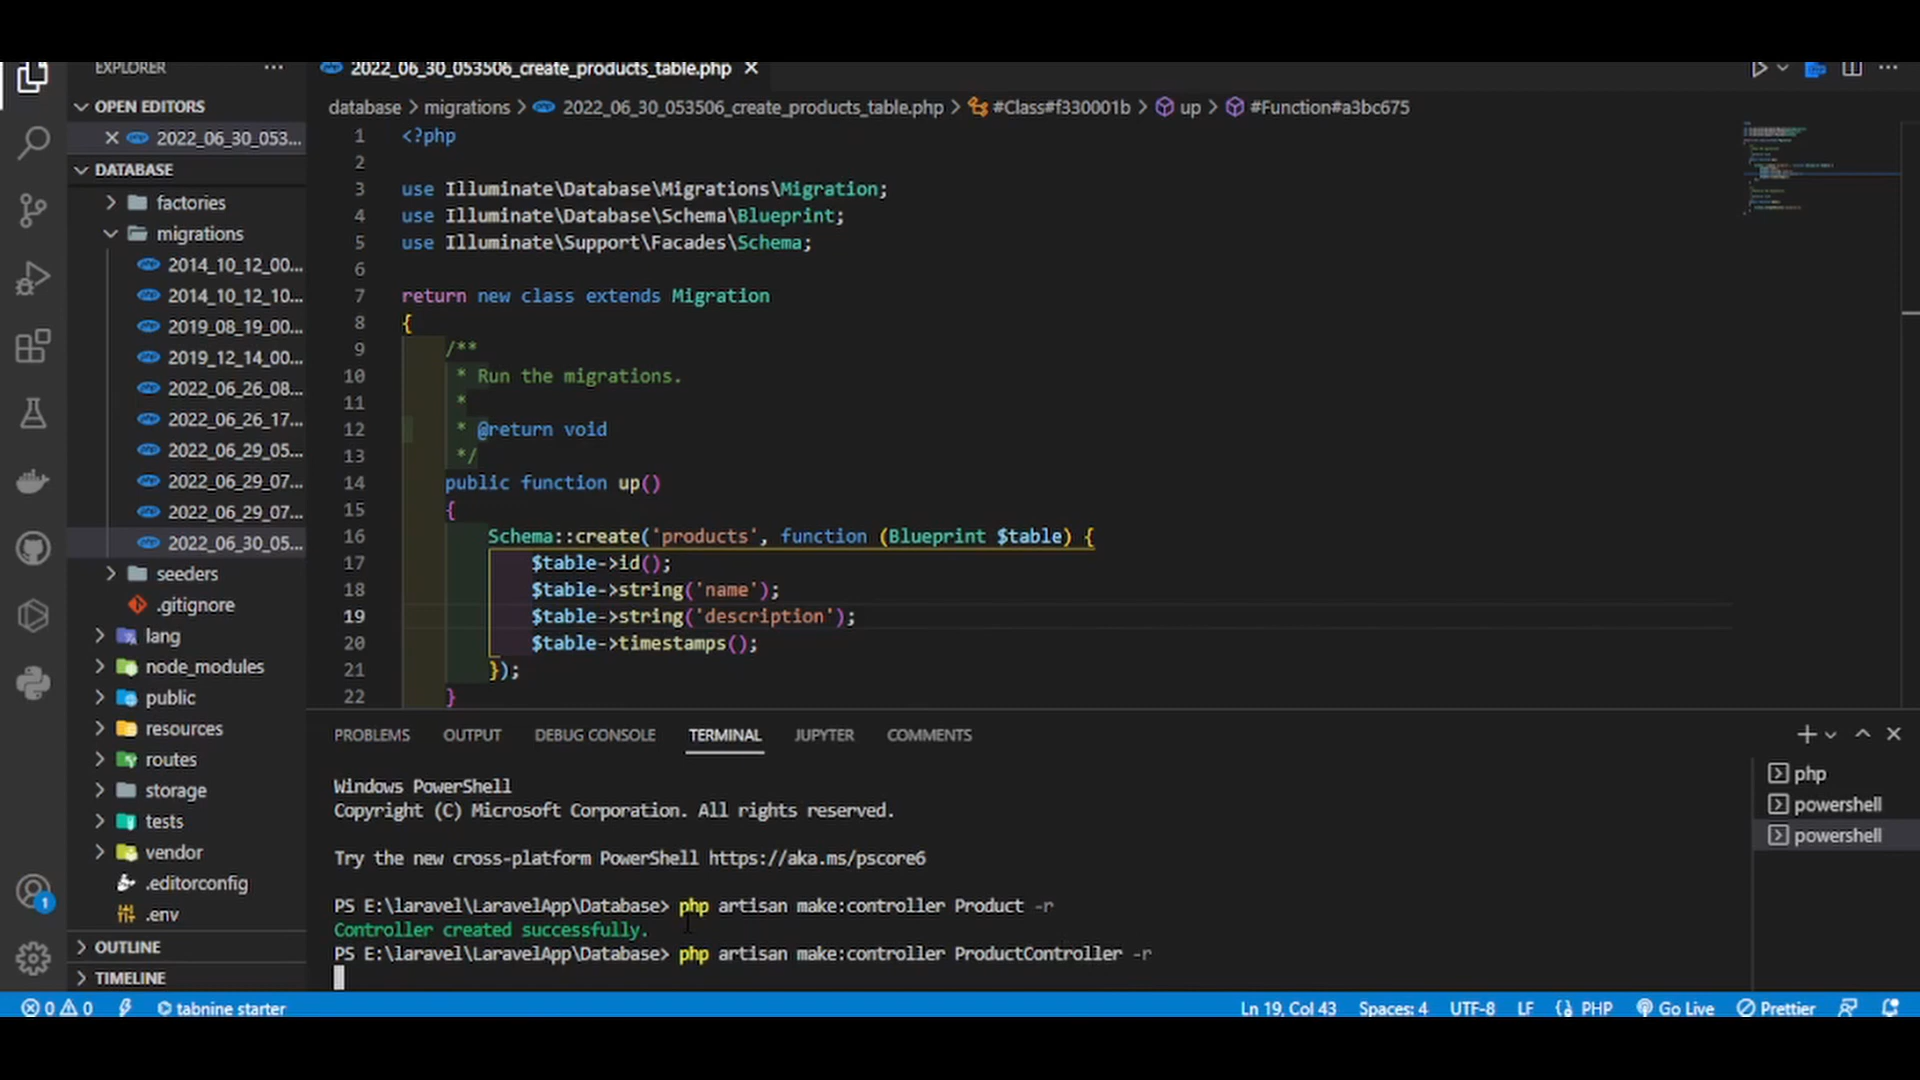 EXPLORER
···
2022_06_30_053506_create_products_table.php
OPEN EDITORS
2022_06_30_053...
DATABASE
factories
migrations
2014_10_12_00...
2014_10_12_10...
2019_08_19_00...
2019_12_14_00...
2022_06_26_08...
2022_06_26_17...
2022_06_29_05...
2022_06_29_07...
2022_06_29_07...
2022_06_30_05...
seeders
.gitignore
lang
node_modules
public
resources
routes
storage
tests
vendor
.editorconfig
.env
OUTLINE
TIMELINE
database > migrations > 2022_06_30_053506_create_products_table.php > #Class#f330001b > up > #Function#a3bc675
1 <?php
2
3 use Illuminate\Database\Migrations\Migration;
4 use Illuminate\Database\Schema\Blueprint;
5 use Illuminate\Support\Facades\Schema;
6
7 return new class extends Migration
8 {
9 /**
10 * Run the migrations.
11 *
12 * @return void
13 */
14 public function up()
15 {
16 Schema::create('products', function (Blueprint $table) {
17 $table->id();
18 $table->string('name');
19 $table->string('description');
20 $table->timestamps();
21 });
22 }
PROBLEMS OUTPUT DEBUG CONSOLE TERMINAL JUPYTER COMMENTS
Windows PowerShell
Copyright (C) Microsoft Corporation. All rights reserved.
Try the new cross-platform PowerShell https://aka.ms/pscore6
PS E:\laravel\LaravelApp\Database> php artisan make:controller Product -r
Controller created successfully.
PS E:\laravel\LaravelApp\Database> php artisan make:controller ProductController -r
php
powershell
powershell
1
0 0 tabnine starter Ln 19, Col 43 Spaces: 4 UTF-8 LF {} PHP Go Live Prettier